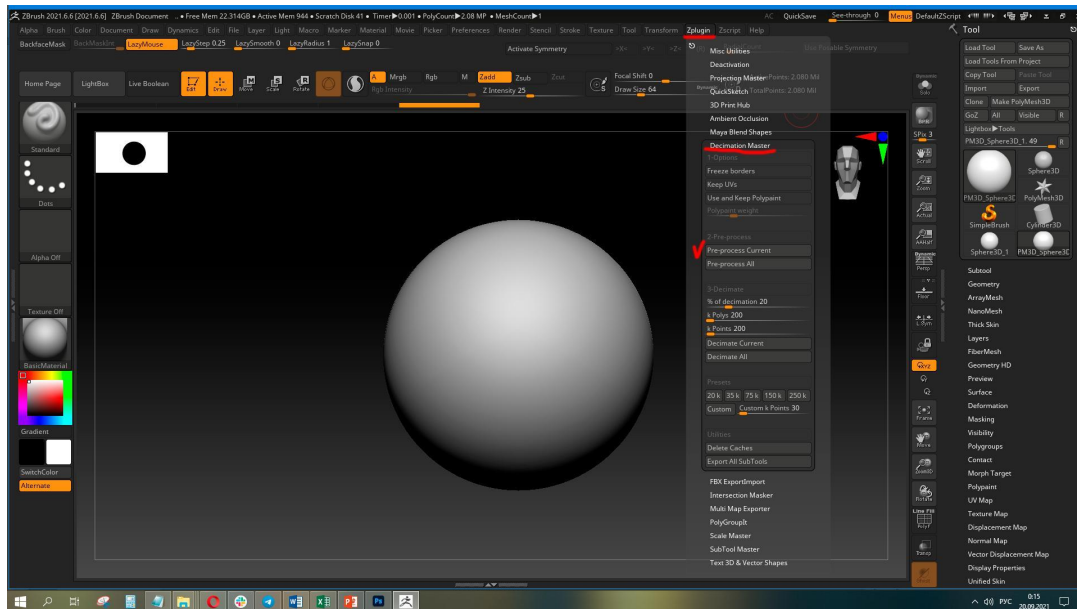 ZBrush 2021.6.6 [2021.6.6] ZBrush Document ..• Free Mem 22.314GB • Active Mem 944 • Scratch Disk 41 • Timer▶0.001 • PolyCount▶2.08 MP • MeshCount▶1 AC QuickSave See-through 0 Menus DefaultZScript
Alpha Brush Color Document Draw Dynamics Edit File Layer Light Macro Marker Material Movie Picker Preferences Render Stencil Stroke Texture Tool Transform Zplugin Zscript Help
BackfaceMask BackMaskInt LazyMouse LazyStep 0.25 LazySmooth 0 LazyRadius 1 LazySnap 0
Activate Symmetry >X< >Y< >Z<
Home Page LightBox Live Boolean Edit Draw Move Scale Rotate
A Mrgb Rgb M Zadd Zsub Zcut Focal Shift 0
Rgb Intensity Z Intensity 25 S Draw Size 64 Dynamic
Standard
Dots
Alpha Off
Texture Off
BasicMaterial
Gradient
SwitchColor
Alternate
Misc Utilities
Deactivation
Projection Master
QuickSketch TotalPoints: 2.080 Mil
3D Print Hub
Ambient Occlusion
Maya Blend Shapes
Decimation Master
1-Options
Freeze borders
Keep UVs
Use and Keep Polypaint
Polypaint weight
2-Pre-process
Pre-process Current
Pre-process All
3-Decimate
% of decimation 20
k Polys 200
k Points 200
Decimate Current
Decimate All
Presets
20 k 35 k 75 k 150 k 250 k
Custom Custom k Points 30
Utilities
Delete Caches
Export All SubTools
FBX ExportImport
Intersection Masker
Multi Map Exporter
PolyGroupIt
Scale Master
SubTool Master
Text 3D & Vector Shapes
Dynamic
Solo
BPR
SPix 3
Scroll
Zoom
Actual
AAHalf
Dynamic
Persp
Floor
L.Sym
Qxyz
Frame
Move
Zoom3D
Rotate
Line Fill
PolyF
Transp
Tool
Load Tool Save As
Load Tools From Project
Copy Tool Paste Tool
Import Export
Clone Make PolyMesh3D
GoZ All Visible R
Lightbox▶Tools
PM3D_Sphere3D_1. 49 R
Sphere3D
PM3D_Sphere3D PolyMesh3D
SimpleBrush Cylinder3D
Sphere3D_1 PM3D_Sphere3D
Subtool
Geometry
ArrayMesh
NanoMesh
Thick Skin
Layers
FiberMesh
Geometry HD
Preview
Surface
Deformation
Masking
Visibility
Polygroups
Contact
Morph Target
Polypaint
UV Map
Texture Map
Displacement Map
Normal Map
Vector Displacement Map
Display Properties
Unified Skin
РУС 0:15
20.09.2021